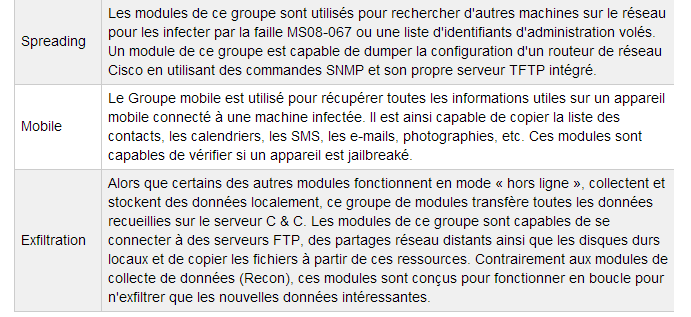 Spreading
Les modules de ce groupe sont utilisés pour rechercher d'autres machines sur le réseau
pour les infecter par la faille MS08-067 ou une liste d'identifiants d'administration volés.
Un module de ce groupe est capable de dumper la configuration d'un routeur de réseau
Cisco en utilisant des commandes SNMP et son propre serveur TFTP intégré.
Mobile
Le Groupe mobile est utilisé pour récupérer toutes les informations utiles sur un appareil
mobile connecté à une machine infectée. Il est ainsi capable de copier la liste des
contacts, les calendriers, les SMS, les e-mails, photographies, etc. Ces modules sont
capables de vérifier si un appareil est jailbreaké.
Exfiltration
Alors que certains des autres modules fonctionnent en mode « hors ligne », collectent et
stockent des données localement, ce groupe de modules transfère toutes les données
recueillies sur le serveur C & C. Les modules de ce groupe sont capables de se
connecter à des serveurs FTP, des partages réseau distants ainsi que les disques durs
locaux et de copier les fichiers à partir de ces ressources. Contrairement aux modules de
collecte de données (Recon), ces modules sont conçus pour fonctionner en boucle pour
n'exfiltrer que les nouvelles données intéressantes.